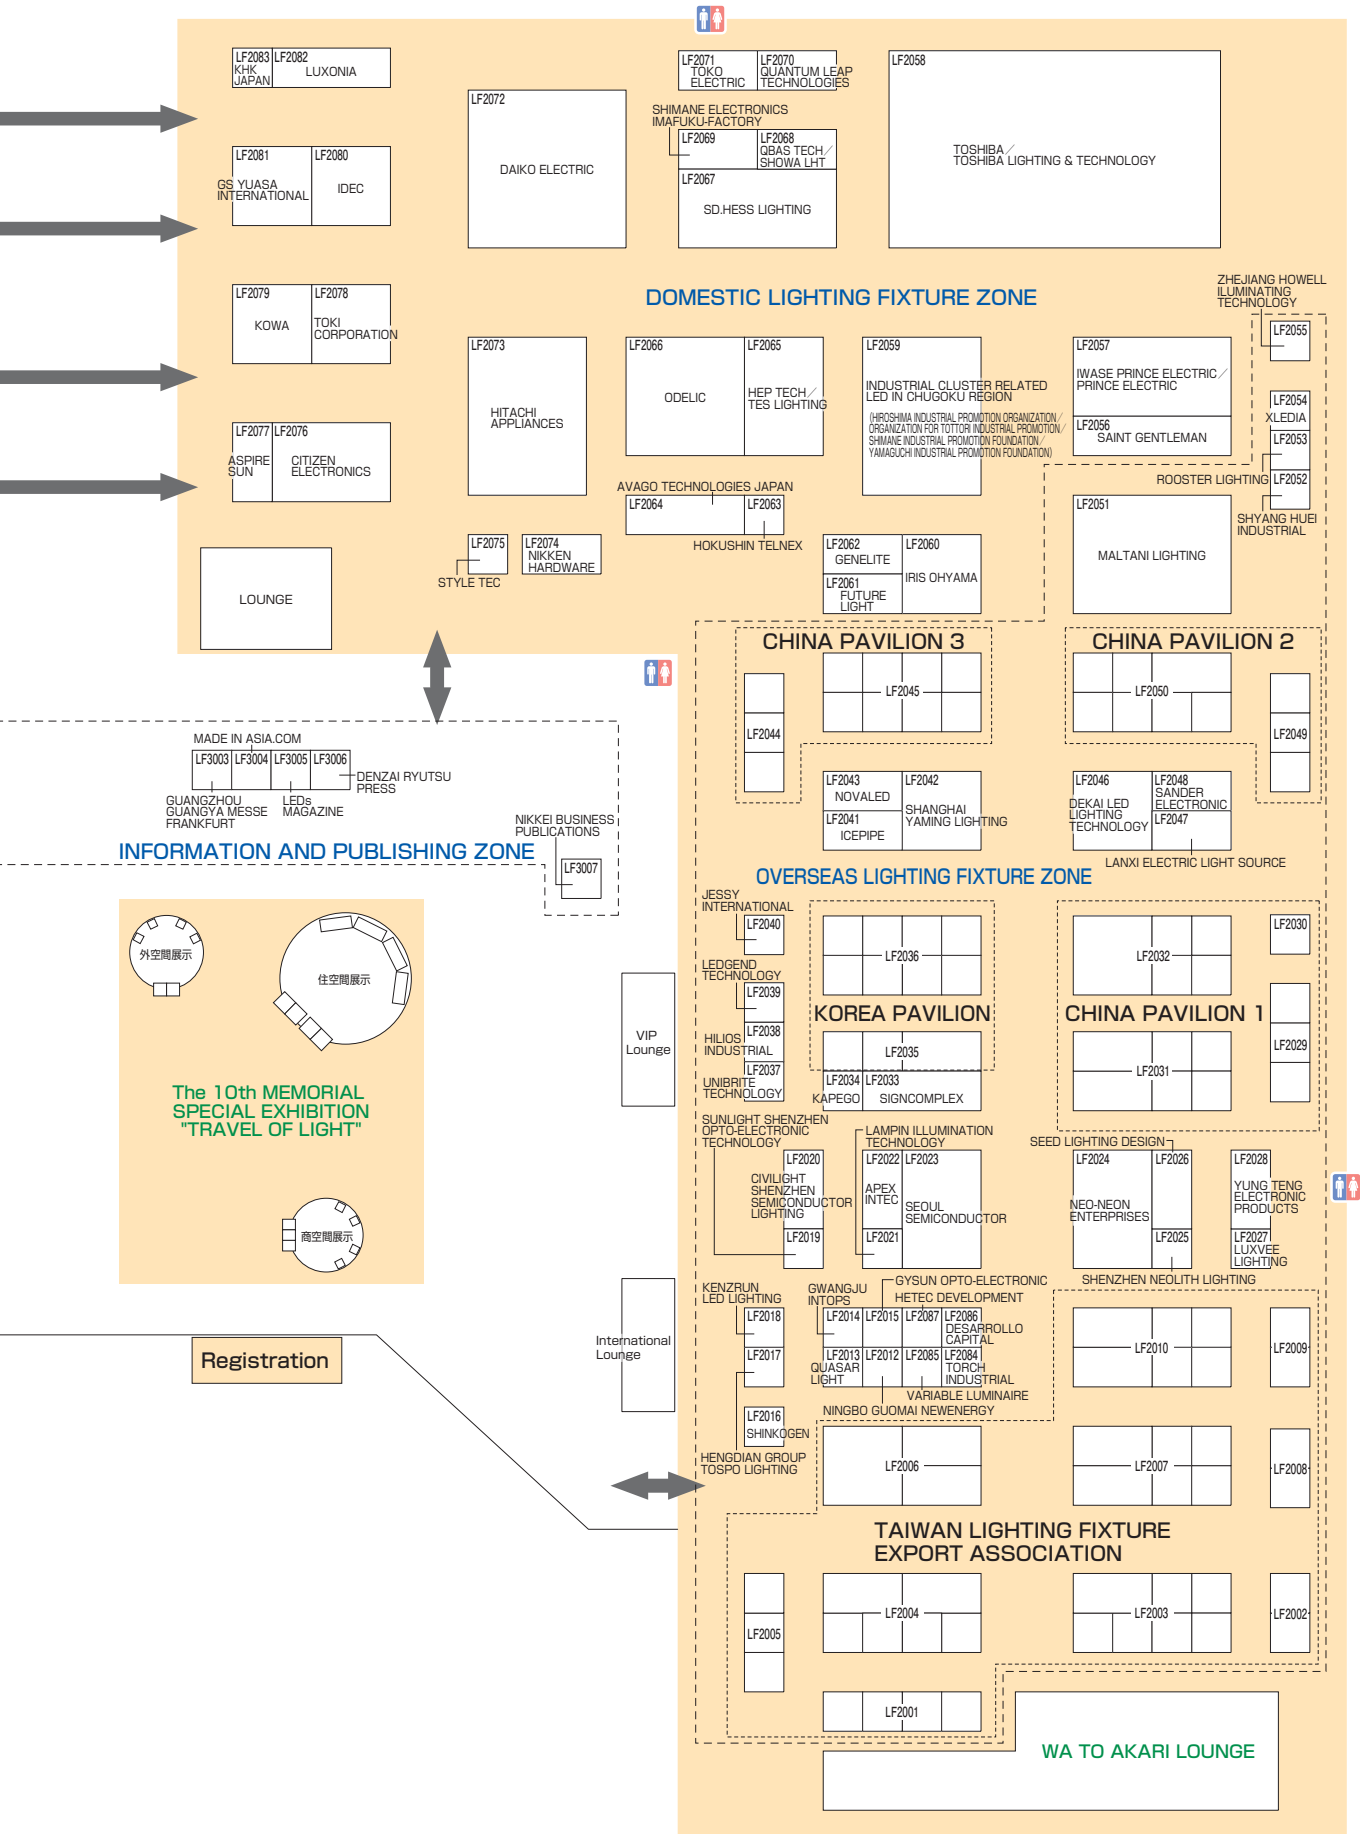 LF2083
KHK
JAPAN
LF2082
LUXONIA
LF2081
GS YUASA
INTERNATIONAL
LF2080
IDEC
LF2079
KOWA
LF2078
TOKI
CORPORATION
LF2077
ASPIRE
SUN
LF2076
CITIZEN
ELECTRONICS
LOUNGE
LF2072
DAIKO ELECTRIC
LF2071
TOKO
ELECTRIC
LF2070
QUANTUM LEAP
TECHNOLOGIES
SHIMANE ELECTRONICS
IMAFUKU-FACTORY
LF2069
LF2068
QBAS TECH／
SHOWA LHT
LF2067
SD.HESS LIGHTING
LF2058
TOSHIBA／
TOSHIBA LIGHTING & TECHNOLOGY
DOMESTIC LIGHTING FIXTURE ZONE
ZHEJIANG HOWELL
ILUMINATING
TECHNOLOGY
LF2055
LF2073
HITACHI
APPLIANCES
LF2066
ODELIC
LF2065
HEP TECH／
TES LIGHTING
LF2059
INDUSTRIAL CLUSTER RELATED
LED IN CHUGOKU REGION
(HIROSHIMA INDUSTRIAL PROMOTION ORGANIZATION／
ORGANIZATION FOR TOTTORI INDUSTRIAL PROMOTION／
SHIMANE INDUSTRIAL PROMOTION FOUNDATION／
YAMAGUCHI INDUSTRIAL PROMOTION FOUNDATION)
LF2057
IWASE PRINCE ELECTRIC／
PRINCE ELECTRIC
LF2056
SAINT GENTLEMAN
LF2054
XLEDIA
LF2053
ROOSTER LIGHTING
LF2052
SHYANG HUEI
INDUSTRIAL
AVAGO TECHNOLOGIES JAPAN
LF2064
LF2063
HOKUSHIN TELNEX
LF2075
STYLE TEC
LF2074
NIKKEN
HARDWARE
LF2062
GENELITE
LF2061
FUTURE
LIGHT
LF2060
IRIS OHYAMA
LF2051
MALTANI LIGHTING
CHINA PAVILION 3
LF2045
LF2044
CHINA PAVILION 2
LF2050
LF2049
MADE IN ASIA.COM
LF3003
LF3004
LF3005
LF3006
DENZAI RYUTSU
PRESS
GUANGZHOU
GUANGYA MESSE
FRANKFURT
LEDs
MAGAZINE
NIKKEI BUSINESS
PUBLICATIONS
LF3007
INFORMATION AND PUBLISHING ZONE
LF2043
NOVALED
LF2041
ICEPIPE
LF2042
SHANGHAI
YAMING LIGHTING
LF2046
DEKAI LED
LIGHTING
TECHNOLOGY
LF2048
SANDER
ELECTRONIC
LF2047
LANXI ELECTRIC LIGHT SOURCE
OVERSEAS LIGHTING FIXTURE ZONE
JESSY
INTERNATIONAL
LF2040
LEDGEND
TECHNOLOGY
LF2039
LF2038
HILIOS
INDUSTRIAL
LF2037
UNIBRITE
TECHNOLOGY
LF2036
KOREA PAVILION
LF2035
LF2034
KAPEGO
LF2033
SIGNCOMPLEX
LF2032
LF2030
CHINA PAVILION 1
LF2029
LF2031
外空間展示
住空間展示
商空間展示
The 10th MEMORIAL
SPECIAL EXHIBITION
"TRAVEL OF LIGHT"
VIP
Lounge
International
Lounge
Registration
SUNLIGHT SHENZHEN
OPTO-ELECTRONIC
TECHNOLOGY
LF2020
CIVILIGHT
SHENZHEN
SEMICONDUCTOR
LIGHTING
LF2019
LAMPIN ILLUMINATION
TECHNOLOGY
LF2022
APEX
INTEC
LF2021
LF2023
SEOUL
SEMICONDUCTOR
SEED LIGHTING DESIGN
LF2024
NEO-NEON
ENTERPRISES
LF2026
LF2025
SHENZHEN NEOLITH LIGHTING
LF2028
YUNG TENG
ELECTRONIC
PRODUCTS
LF2027
LUXVEE
LIGHTING
KENZRUN
LED LIGHTING
LF2018
LF2017
HENGDIAN GROUP
TOSPO LIGHTING
LF2016
SHINKOGEN
GWANGJU
INTOPS
GYSUN OPTO-ELECTRONIC
HETEC DEVELOPMENT
LF2014
LF2015
LF2087
LF2086
DESARROLLO
CAPITAL
LF2013
QUASAR
LIGHT
LF2012
LF2085
LF2084
TORCH
INDUSTRIAL
VARIABLE LUMINAIRE
NINGBO GUOMAI NEWENERGY
LF2010
LF2009
LF2006
LF2007
LF2008
TAIWAN LIGHTING FIXTURE
EXPORT ASSOCIATION
LF2005
LF2004
LF2003
LF2002
LF2001
WA TO AKARI LOUNGE